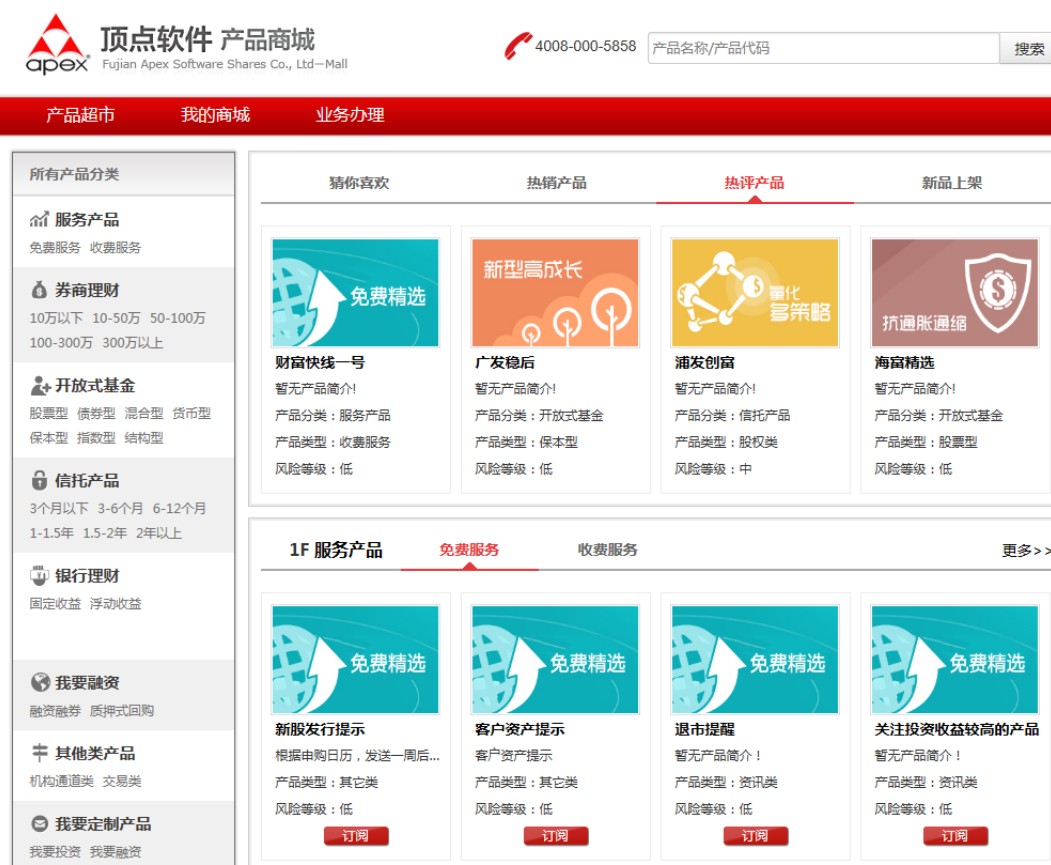 apex 顶点软件 产品商城
Fujian Apex Software Shares Co., Ltd—Mall
4008-000-5858 产品名称/产品代码 搜索
产品超市 我的商城 业务办理
所有产品分类
服务产品
免费服务 收费服务
券商理财
10万以下 10-50万 50-100万
100-300万 300万以上
开放式基金
股票型 债券型 混合型 货币型
保本型 指数型 结构型
信托产品
3个月以下 3-6个月 6-12个月
1-1.5年 1.5-2年 2年以上
银行理财
固定收益 浮动收益
我要融资
融资融券 质押式回购
其他类产品
机构通道类 交易类
我要定制产品
我要投资 我要融资
猜你喜欢 热销产品 热评产品 新品上架
免费精选
财富快线一号
暂无产品简介!
产品分类：服务产品
产品类型：收费服务
风险等级：低
新型高成长
广发稳后
暂无产品简介!
产品分类：开放式基金
产品类型：保本型
风险等级：低
量化
多策略
浦发创富
暂无产品简介!
产品分类：信托产品
产品类型：股权类
风险等级：中
抗通胀通缩
海富精选
暂无产品简介!
产品分类：开放式基金
产品类型：股票型
风险等级：低
1F 服务产品 免费服务 收费服务 更多>>
免费精选
新股发行提示
根据申购日历，发送一周后...
产品类型：其它类
风险等级：低
订阅
免费精选
客户资产提示
客户资产提示
产品类型：其它类
风险等级：低
订阅
免费精选
退市提醒
暂无产品简介！
产品类型：资讯类
风险等级：低
订阅
免费精选
关注投资收益较高的产品
暂无产品简介！
产品类型：资讯类
风险等级：低
订阅